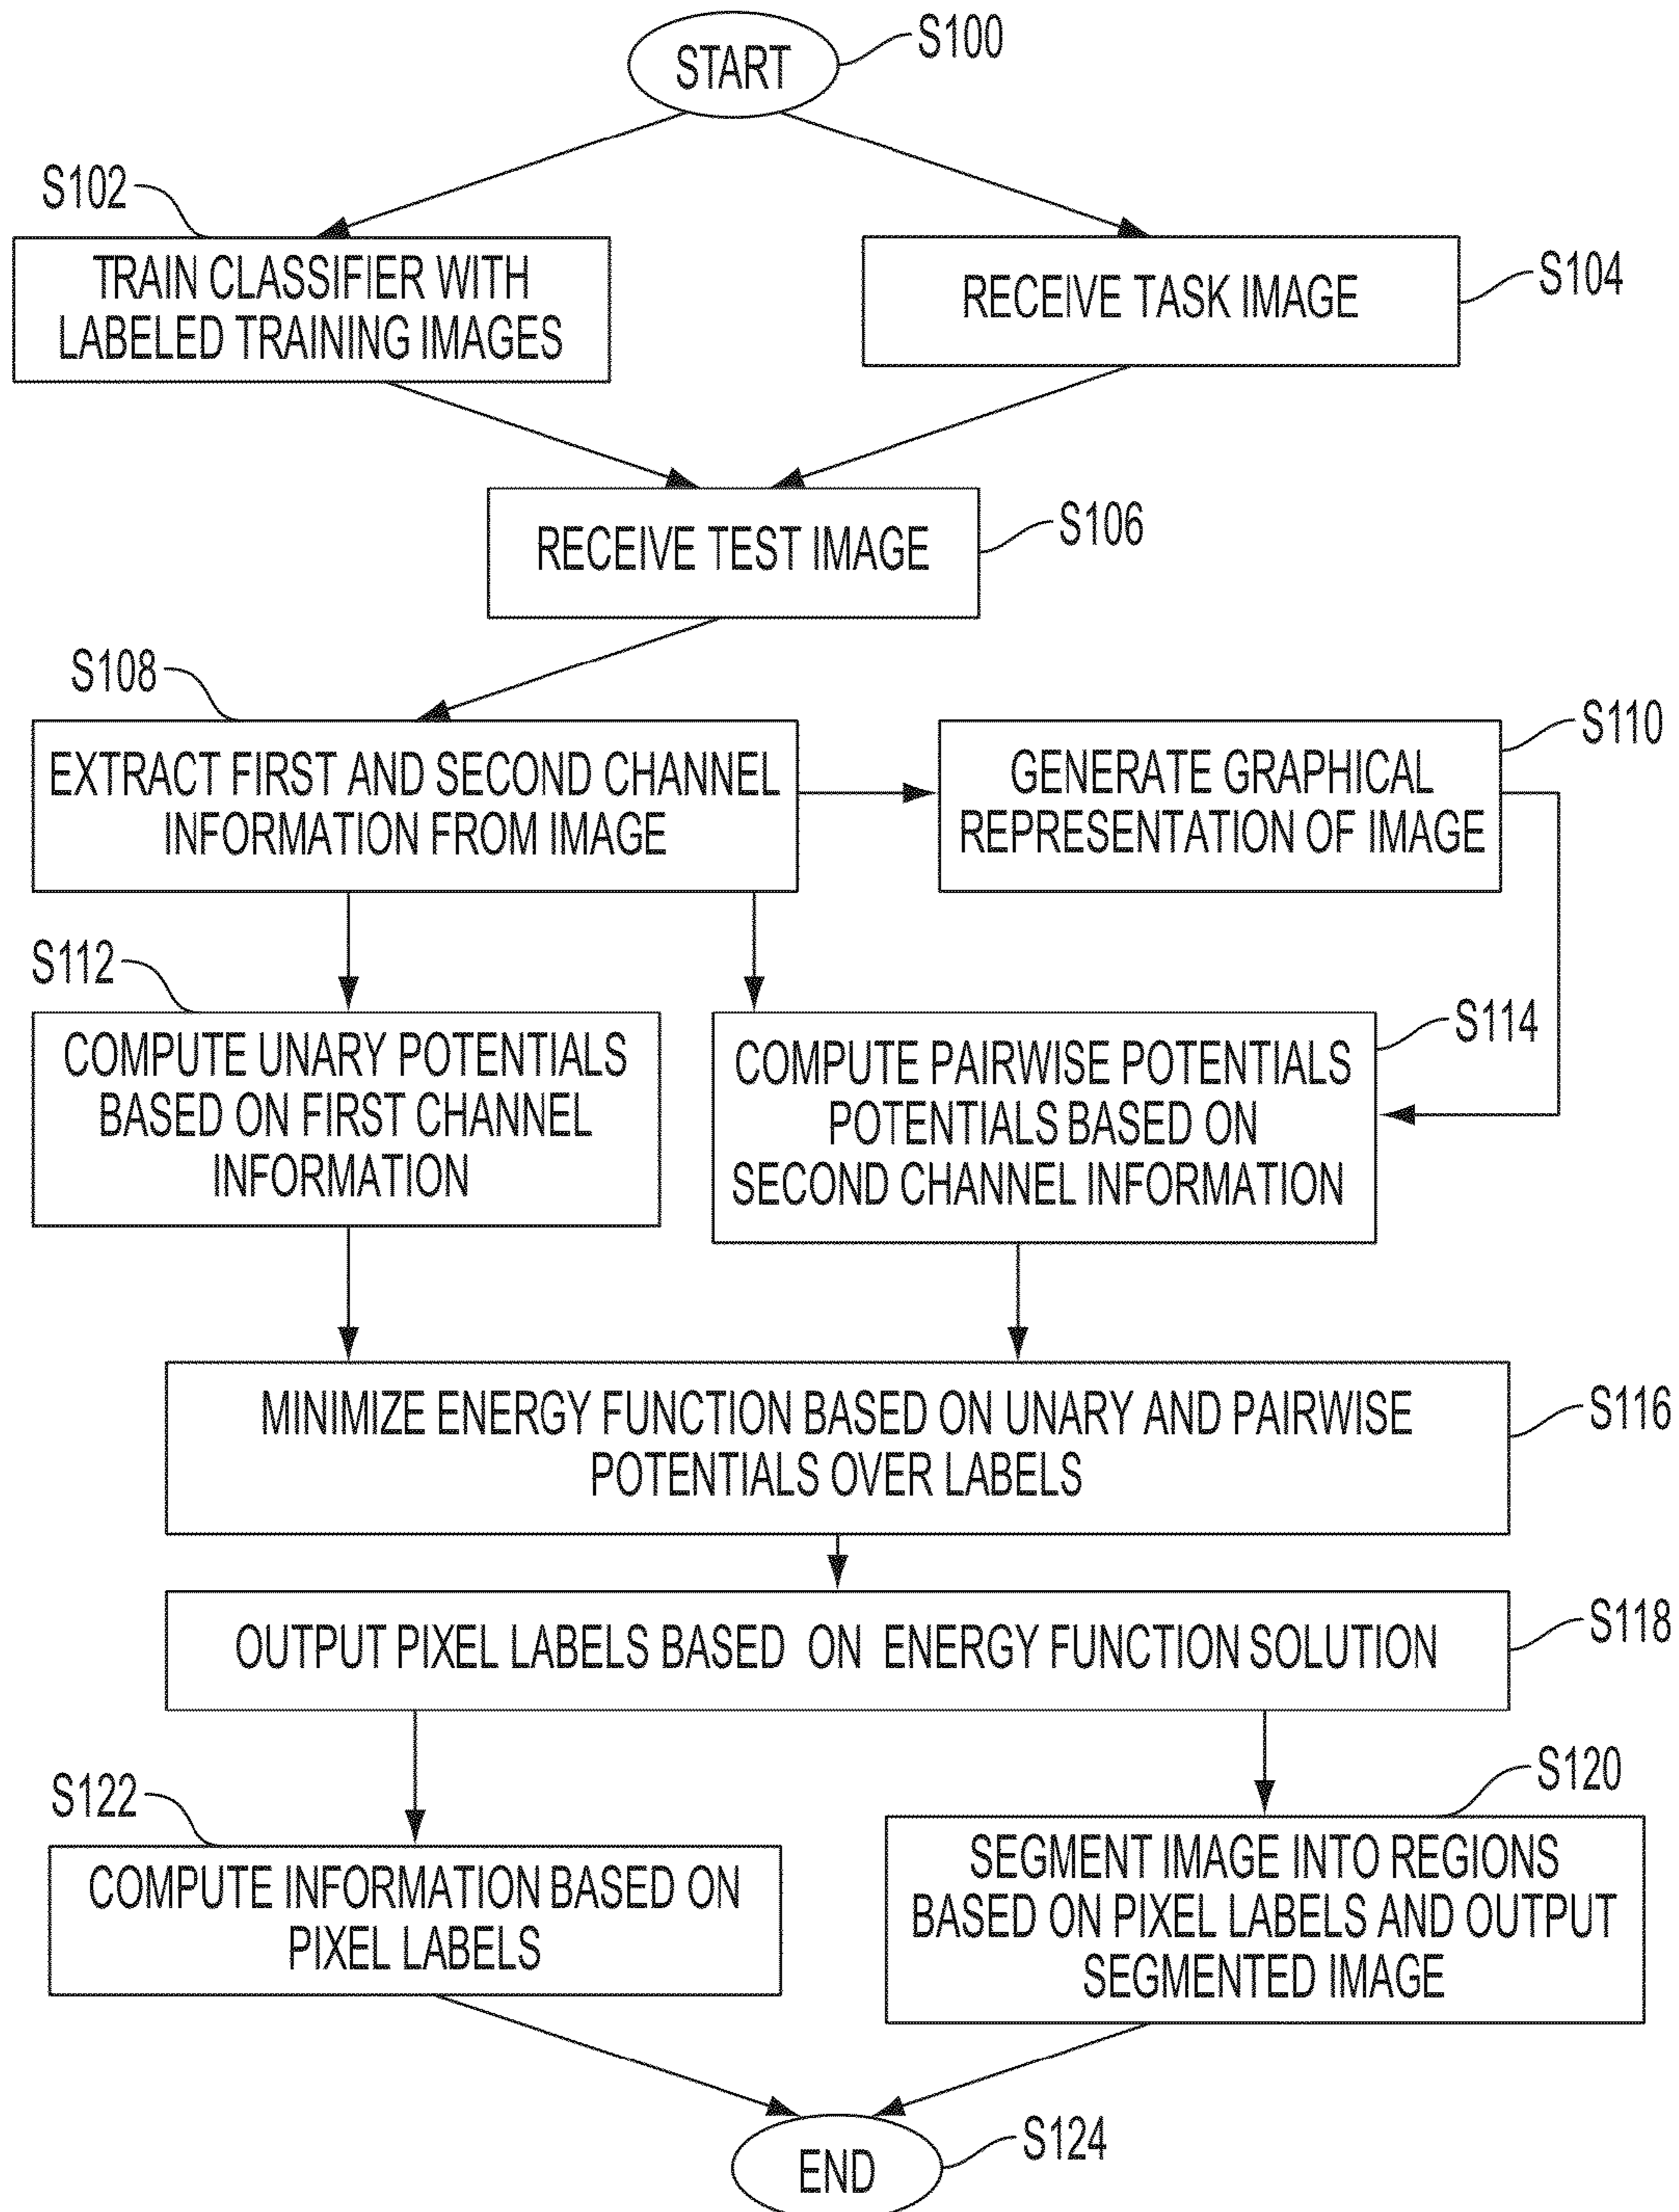 START
S100
S102
TRAIN CLASSIFIER WITH
LABELED TRAINING IMAGES
RECEIVE TASK IMAGE
S104
RECEIVE TEST IMAGE
S106
S108
EXTRACT FIRST AND SECOND CHANNEL
INFORMATION FROM IMAGE
GENERATE GRAPHICAL
REPRESENTATION OF IMAGE
S110
S112
COMPUTE UNARY POTENTIALS
BASED ON FIRST CHANNEL
INFORMATION
COMPUTE PAIRWISE POTENTIALS
POTENTIALS BASED ON
SECOND CHANNEL INFORMATION
S114
MINIMIZE ENERGY FUNCTION BASED ON UNARY AND PAIRWISE
POTENTIALS OVER LABELS
S116
OUTPUT PIXEL LABELS BASED ON ENERGY FUNCTION SOLUTION
S118
S122
COMPUTE INFORMATION BASED ON
PIXEL LABELS
S120
SEGMENT IMAGE INTO REGIONS
BASED ON PIXEL LABELS AND OUTPUT
SEGMENTED IMAGE
END
S124